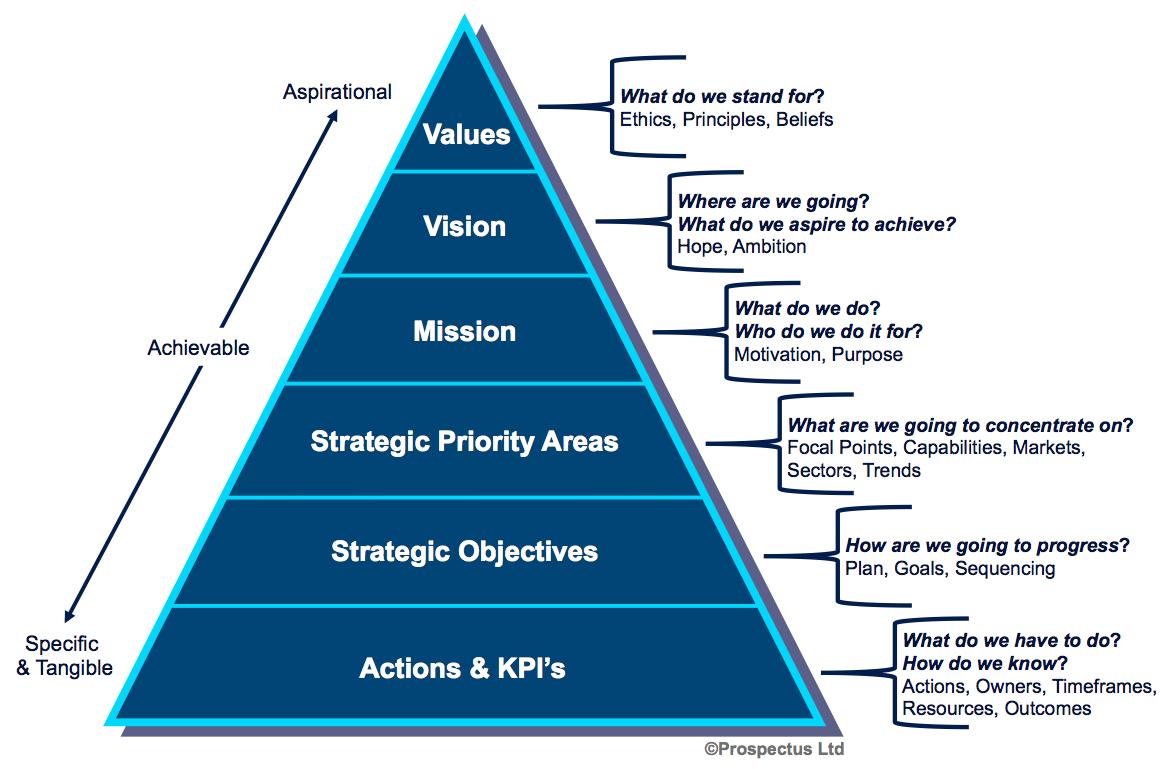 Aspirational
Values
What do we stand for?
Ethics, Principles, Beliefs
Vision
Where are we going?
What do we aspire to achieve?
Hope, Ambition
Achievable
Mission
What do we do?
Who do we do it for?
Motivation, Purpose
Strategic Priority Areas
What are we going to concentrate on?
Focal Points, Capabilities, Markets,
Sectors, Trends
Strategic Objectives
How are we going to progress?
Plan, Goals, Sequencing
Specific
& Tangible
Actions & KPI's
What do we have to do?
How do we know?
Actions, Owners, Timeframes,
Resources, Outcomes
©Prospectus Ltd